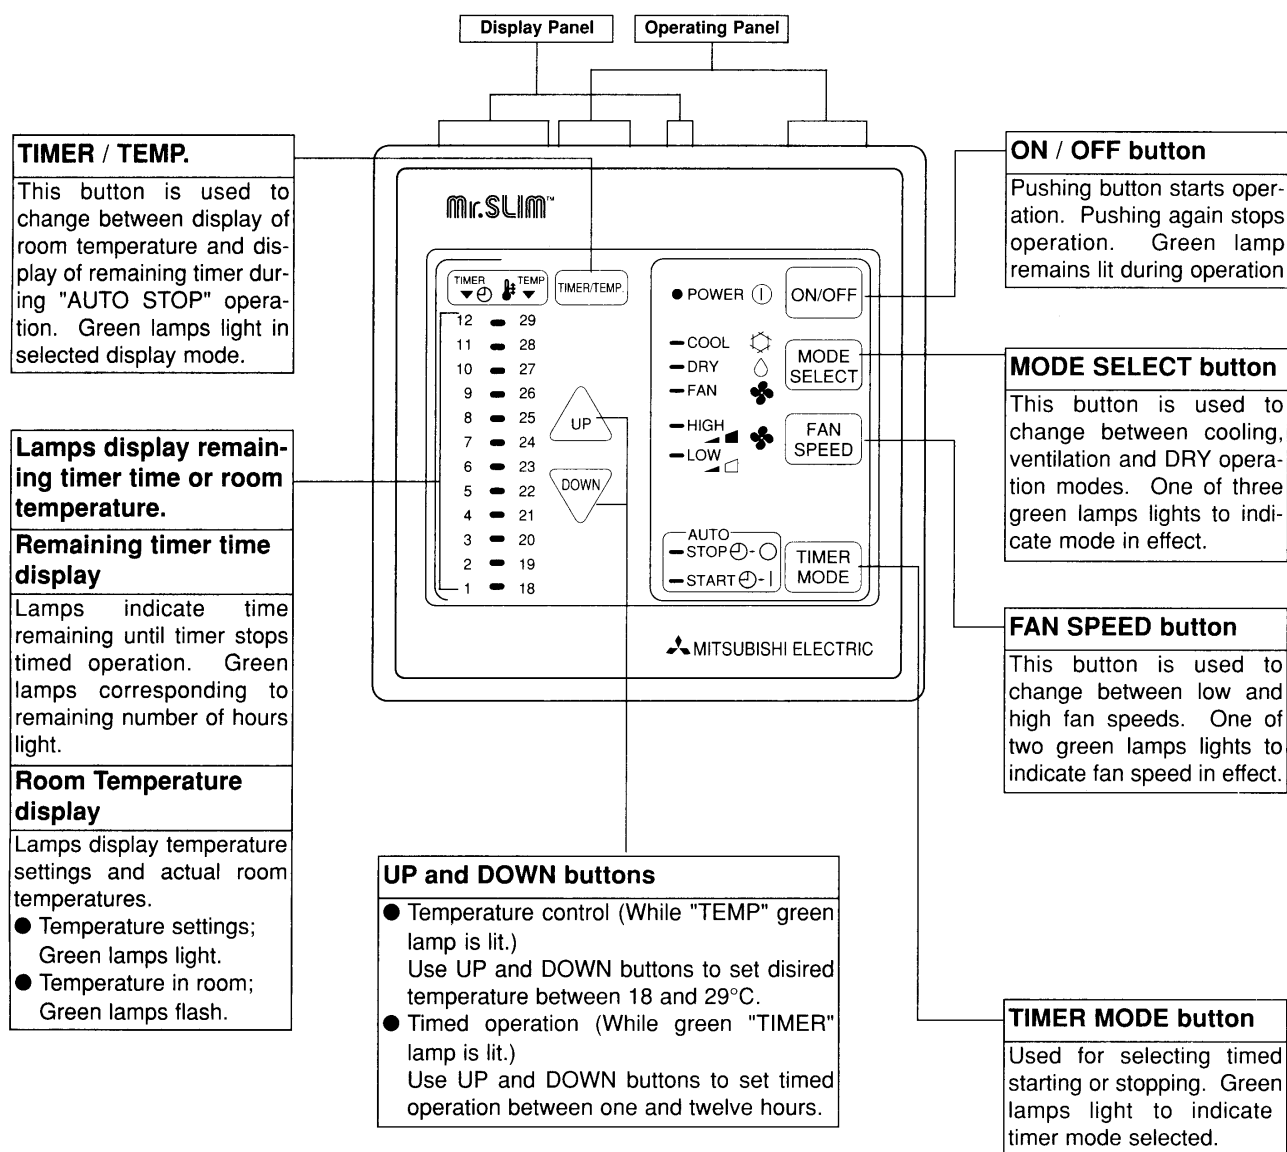 Display Panel
Operating Panel
TIMER / TEMP.
This button is used to
change between display of
room temperature and dis-
play of remaining timer dur-
ing "AUTO STOP" opera-
tion. Green lamps light in
selected display mode.
Lamps display remain-
ing timer time or room
temperature.
Remaining timer time
display
Lamps indicate time
remaining until timer stops
timed operation. Green
lamps corresponding to
remaining number of hours
light.
Room Temperature
display
Lamps display temperature
settings and actual room
temperatures.
● Temperature settings;
Green lamps light.
● Temperature in room;
Green lamps flash.
Mr.SLIM™
TIMER TEMP
TIMER/TEMP.
12 29
11 28
10 27
9 26
8 25
7 24
6 23
5 22
4 21
3 20
2 19
1 18
UP
DOWN
POWER
ON/OFF
COOL
DRY
FAN
MODE
SELECT
HIGH
LOW
FAN
SPEED
AUTO
STOP
START
TIMER
MODE
MITSUBISHI ELECTRIC
UP and DOWN buttons
● Temperature control (While "TEMP" green
lamp is lit.)
Use UP and DOWN buttons to set disired
temperature between 18 and 29°C.
● Timed operation (While green "TIMER"
lamp is lit.)
Use UP and DOWN buttons to set timed
operation between one and twelve hours.
ON / OFF button
Pushing button starts oper-
ation. Pushing again stops
operation. Green lamp
remains lit during operation
MODE SELECT button
This button is used to
change between cooling,
ventilation and DRY opera-
tion modes. One of three
green lamps lights to indi-
cate mode in effect.
FAN SPEED button
This button is used to
change between low and
high fan speeds. One of
two green lamps lights to
indicate fan speed in effect.
TIMER MODE button
Used for selecting timed
starting or stopping. Green
lamps light to indicate
timer mode selected.